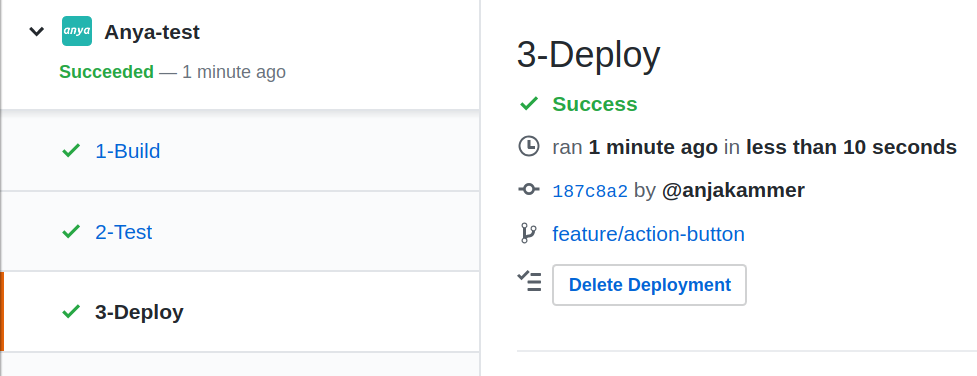 anya Anya-test
Succeeded — 1 minute ago
1-Build
2-Test
3-Deploy
3-Deploy
Success
ran 1 minute ago in less than 10 seconds
187c8a2 by @anjakammer
feature/action-button
Delete Deployment